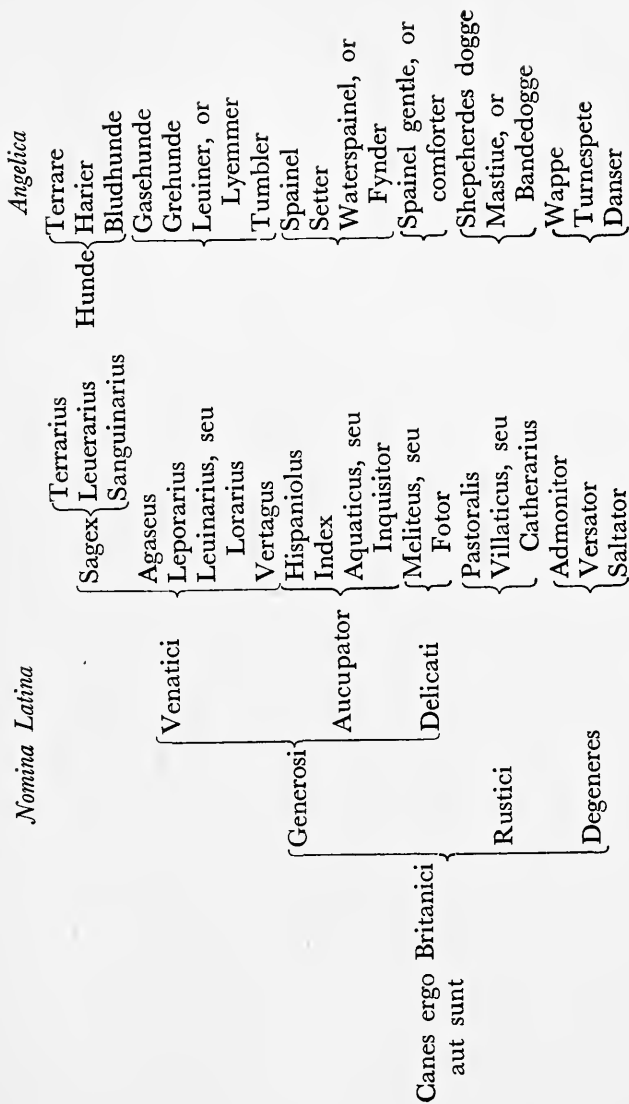 Nomina Latina Angelica
Terrarius Terrare
Sagex Leuerarius Hunde Harier
Sanguinarius Bludhunde
Agaseus Gasehunde
Venatici Leporarius Grehunde
Leuinarius, seu Leuiner, or
Lorarius Lyemmer
Vertagus Tumbler
Generosi Hispaniolus Spainel
Index Setter
Aucupator Aquaticus, seu Waterspainel, or
Inquisitor Fynder
Meliteus, seu Spainel gentle, or
Canes ergo Britanici Delicati Fotor comforter
aut sunt
Pastoralis Shepeherdes dogge
Rustici Villaticus, seu Mastiue, or
Catherarius Bandedogge
Admonitor Wappe
Degeneres Versator Turnespete
Saltator Danser